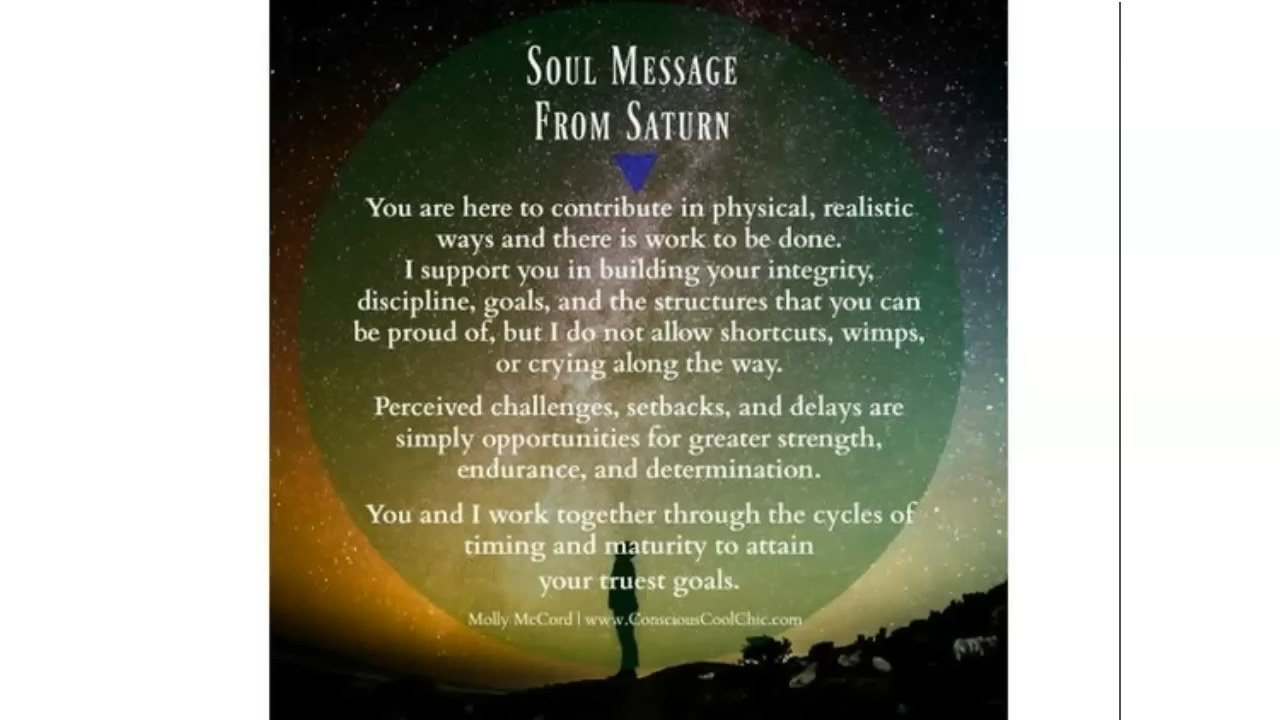 Soul Message
From Saturn
You are here to contribute in physical, realistic
ways and there is work to be done.
I support you in building your integrity,
discipline, goals, and the structures that you can
be proud of, but I do not allow shortcuts, wimps,
or crying along the way.
Perceived challenges, setbacks, and delays are
simply opportunities for greater strength,
endurance, and determination.
You and I work together through the cycles of
timing and maturity to attain
your truest goals.
Molly McCord | www.ConsciousCoolChic.com